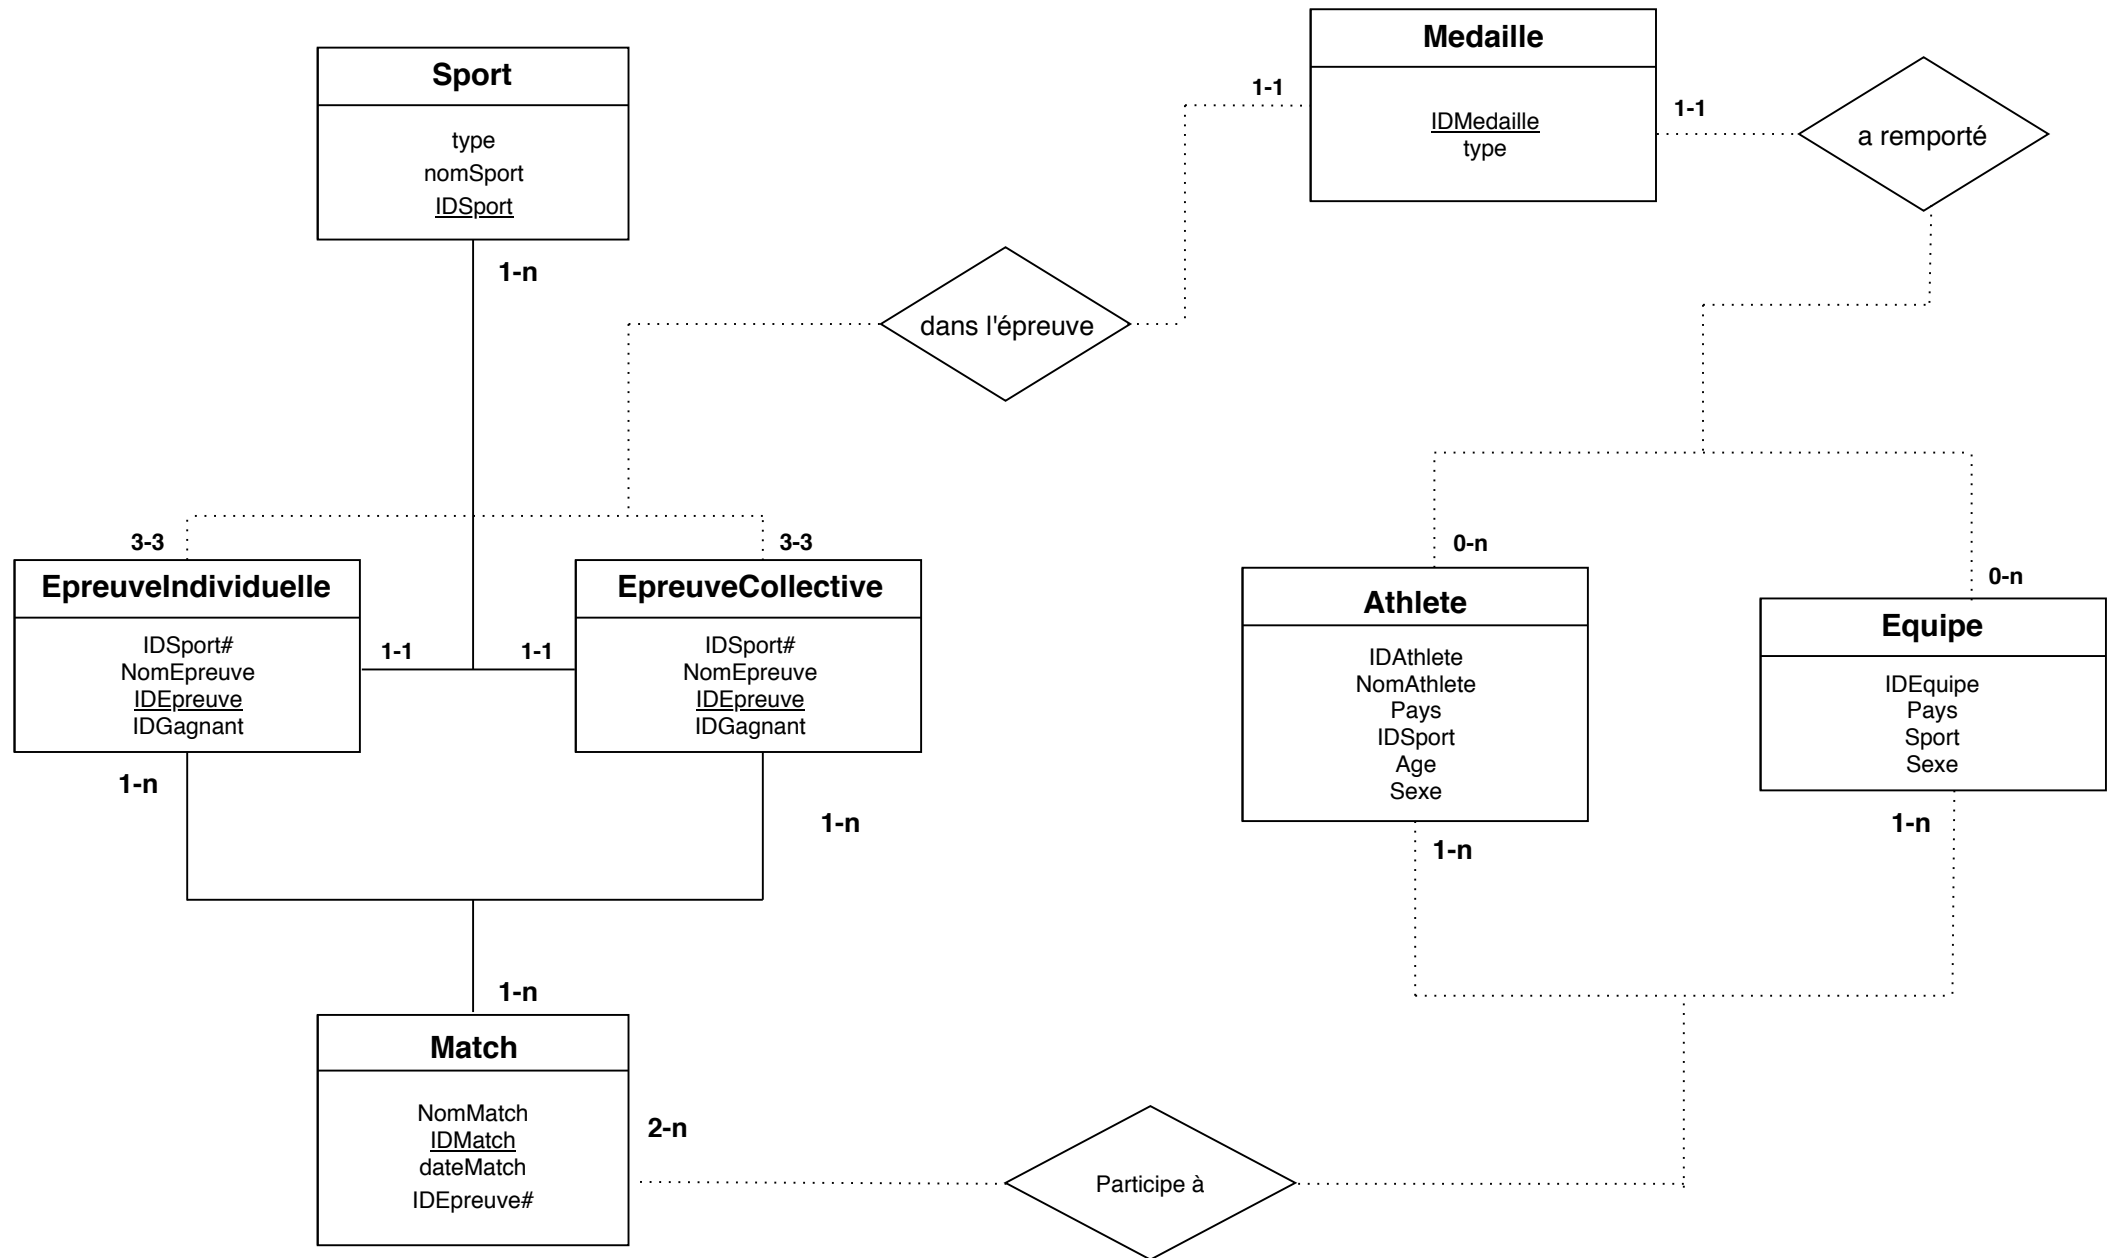 Medaille
1-1
IDMedaille
type
1-1
a remporté
Sport
type
nomSport
IDSport
1-n
dans l'épreuve
3-3
3-3
EpreuveIndividuelle
IDSport#
NomEpreuve
IDEpreuve
IDGagnant
1-1
1-1
EpreuveCollective
IDSport#
NomEpreuve
IDEpreuve
IDGagnant
0-n
Athlete
IDAthlete
NomAthlete
Pays
IDSport
Age
Sexe
0-n
Equipe
IDEquipe
Pays
Sport
Sexe
1-n
1-n
1-n
1-n
1-n
Match
NomMatch
IDMatch
dateMatch
IDEpreuve#
2-n
Participe à